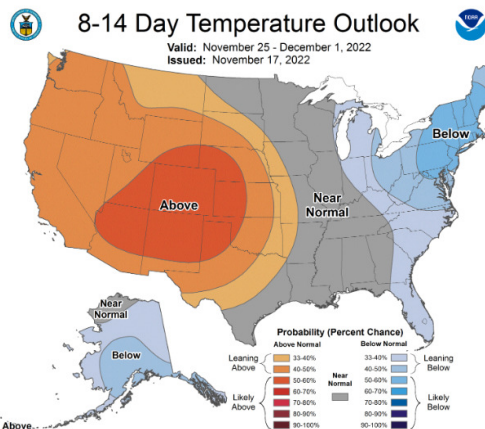 8-14 Day Temperature Outlook
Valid: November 25 - December 1, 2022
Issued: November 17, 2022
NOAA
Above
Near
Normal
Below
Near
Normal
Below
Above
Probability (Percent Chance)
Above Normal
Below Normal
Leaning
Above
33-40%
40-50%
Likely
Above
50-60%
60-70%
70-80%
80-90%
90-100%
Near
Normal
33-40%
40-50%
Leaning
Below
50-60%
60-70%
70-80%
80-90%
90-100%
Likely
Below